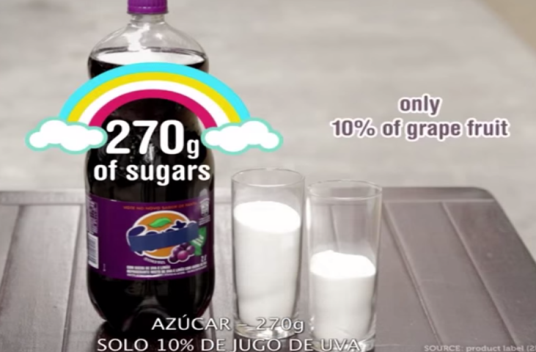 270g
of sugars
only
10% of grape fruit
AZÚCAR - 270g
SOLO 10% DE JUGO DE UVA
SOURCE: product label